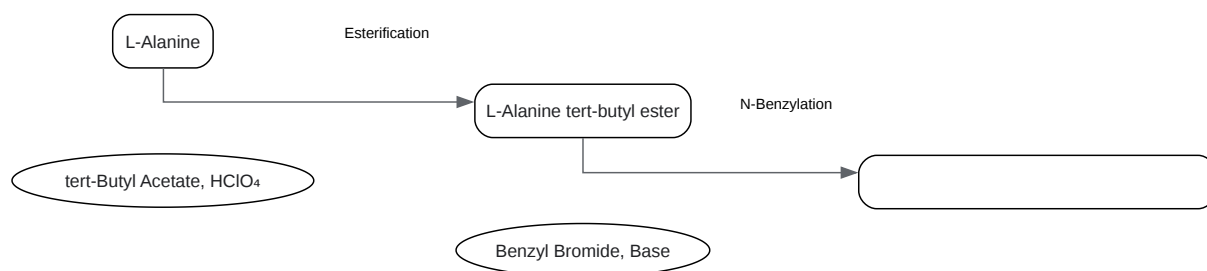 L-Alanine
Esterification
L-Alanine tert-butyl ester
N-Benzylation
tert-Butyl Acetate, HClO₄
Benzyl Bromide, Base